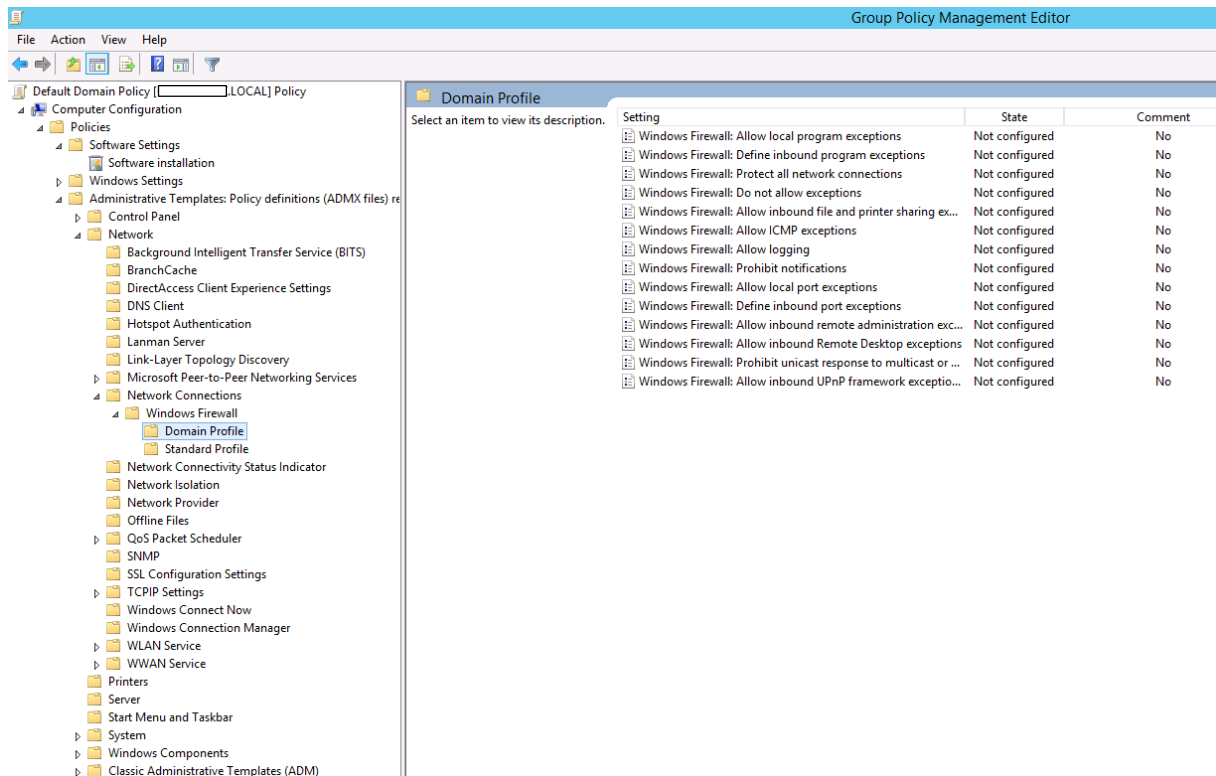 Group Policy Management Editor
File Action View Help
Default Domain Policy [ .LOCAL] Policy
Computer Configuration
Policies
Software Settings
Software installation
Windows Settings
Administrative Templates: Policy definitions (ADMX files) re
Control Panel
Network
Background Intelligent Transfer Service (BITS)
BranchCache
DirectAccess Client Experience Settings
DNS Client
Hotspot Authentication
Lanman Server
Link-Layer Topology Discovery
Microsoft Peer-to-Peer Networking Services
Network Connections
Windows Firewall
Domain Profile
Standard Profile
Network Connectivity Status Indicator
Network Isolation
Network Provider
Offline Files
QoS Packet Scheduler
SNMP
SSL Configuration Settings
TCPIP Settings
Windows Connect Now
Windows Connection Manager
WLAN Service
WWAN Service
Printers
Server
Start Menu and Taskbar
System
Windows Components
Classic Administrative Templates (ADM)
Domain Profile
Select an item to view its description.
Setting State Comment
Windows Firewall: Allow local program exceptions Not configured No
Windows Firewall: Define inbound program exceptions Not configured No
Windows Firewall: Protect all network connections Not configured No
Windows Firewall: Do not allow exceptions Not configured No
Windows Firewall: Allow inbound file and printer sharing ex... Not configured No
Windows Firewall: Allow ICMP exceptions Not configured No
Windows Firewall: Allow logging Not configured No
Windows Firewall: Prohibit notifications Not configured No
Windows Firewall: Allow local port exceptions Not configured No
Windows Firewall: Define inbound port exceptions Not configured No
Windows Firewall: Allow inbound remote administration exc... Not configured No
Windows Firewall: Allow inbound Remote Desktop exceptions Not configured No
Windows Firewall: Prohibit unicast response to multicast or ... Not configured No
Windows Firewall: Allow inbound UPnP framework exceptio... Not configured No